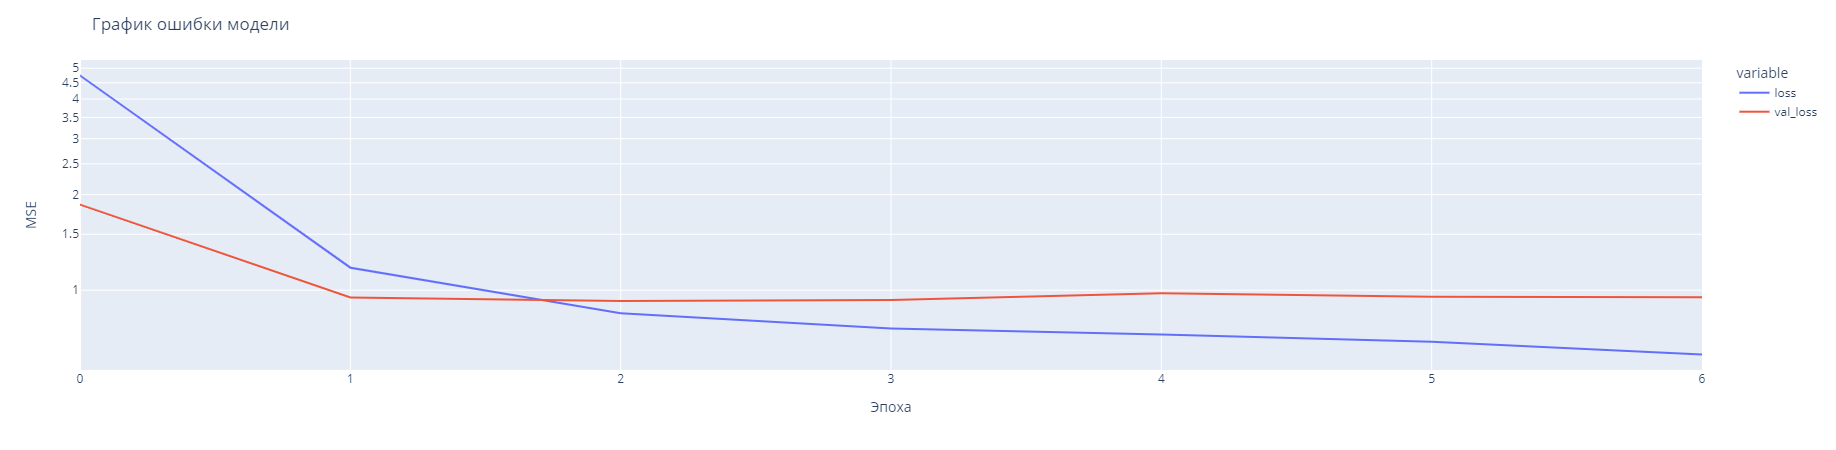 График ошибки модели
MSE
5
4.5
4
3.5
3
2.5
2
1.5
1
0 1 2 3 4 5 6
Эпоха
variable
loss
val_loss